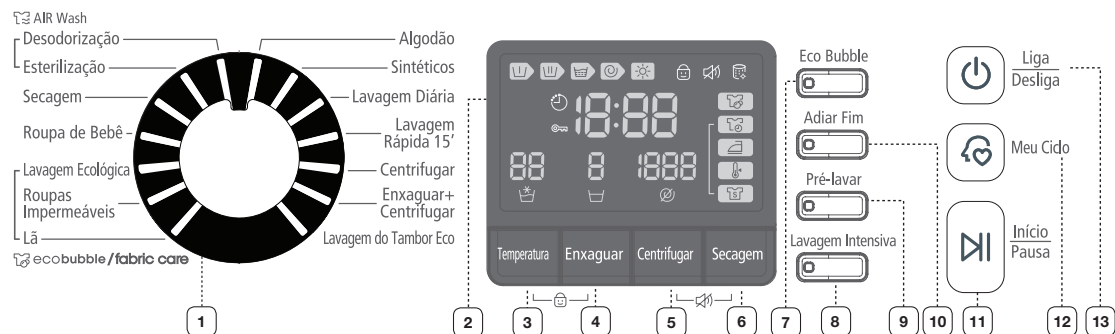 AIR Wash
Desodorização
Esterilização
Secagem
Roupa de Bebê
Lavagem Ecológica
Roupas
Impermeáveis
Lã
ecobubble/fabric care
Algodão
Sintéticos
Lavagem Diária
Lavagem
Rápida 15'
Centrifugar
Enxaguar+
Centrifugar
Lavagem do Tambor Eco
18:88
88
8
1888
Temperatura
Enxaguar
Centrifugar
Secagem
Eco Bubble
Adiar Fim
Pré-lavar
Lavagem Intensiva
Liga
Desliga
Meu Ciclo
Início
Pausa
1
2
3
4
5
6
7
8
9
10
11
12
13